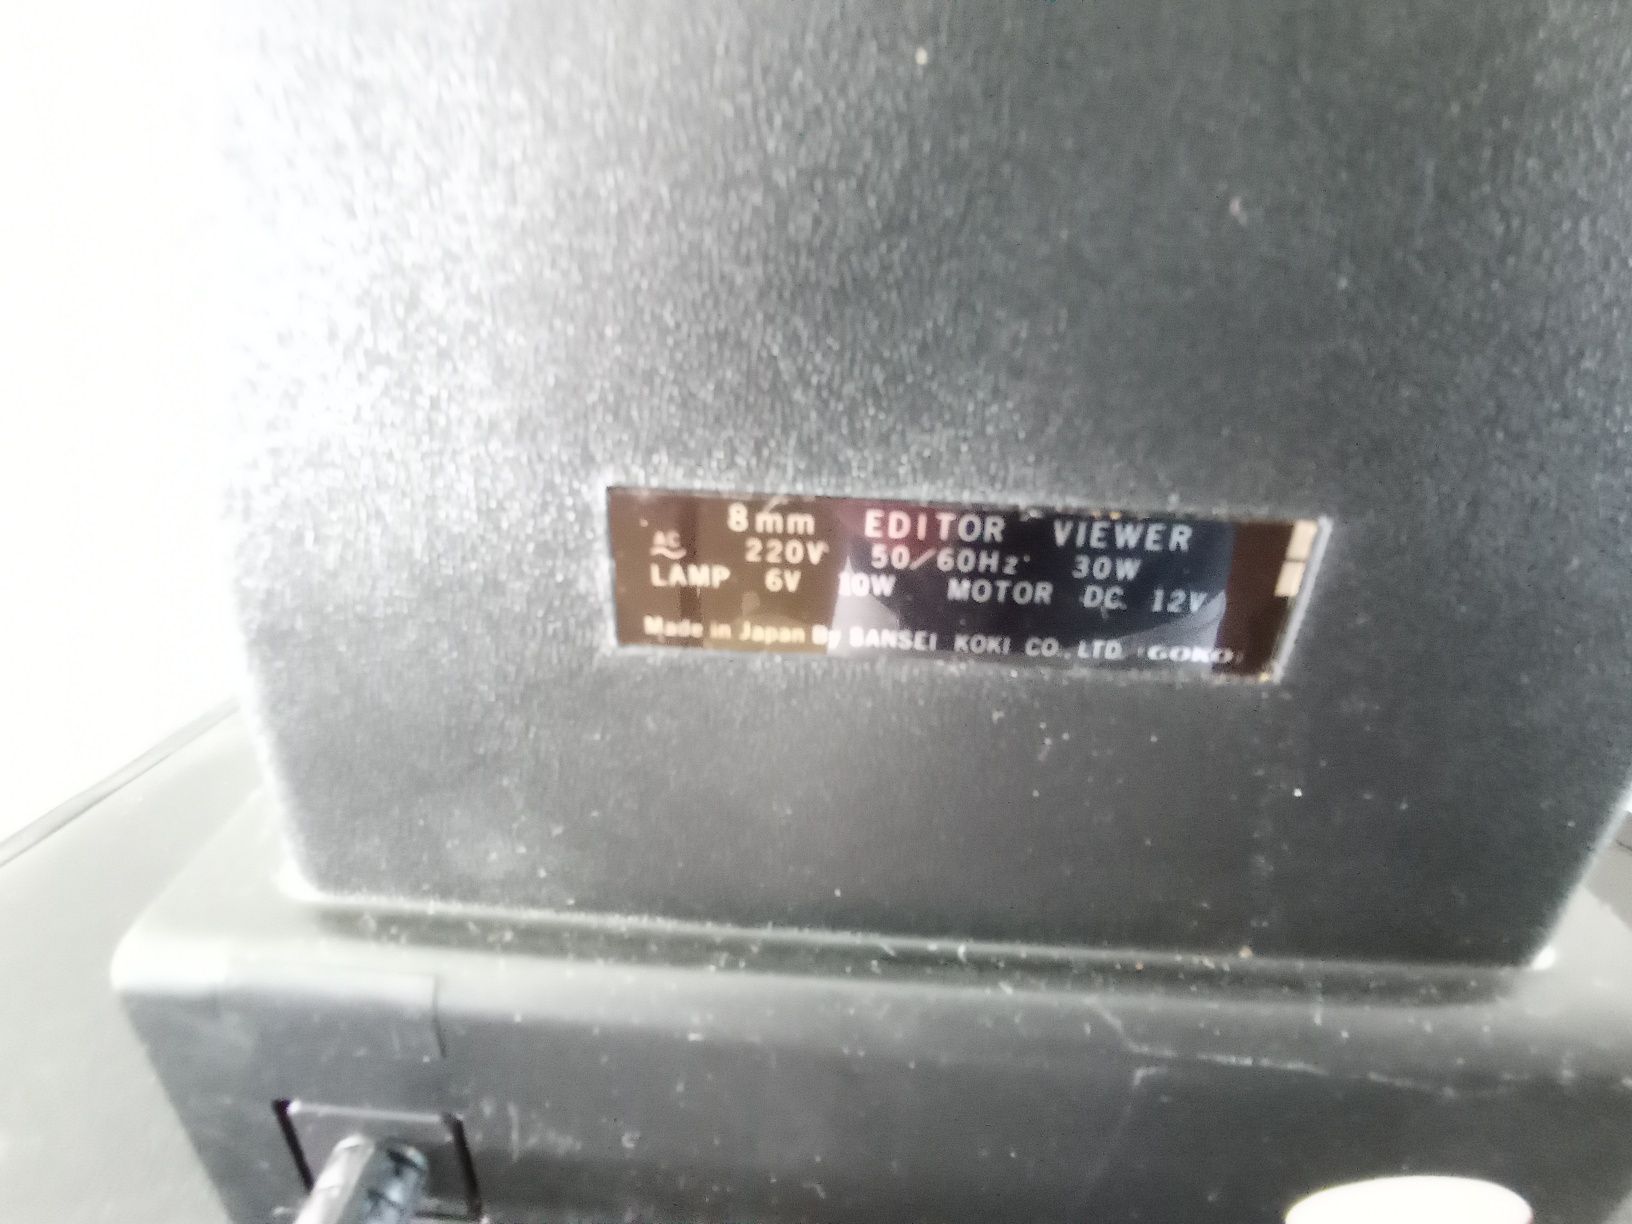 8mm EDITOR VIEWER
AC 220V 50/60Hz 30W
LAMP 6V 10W MOTOR DC 12V
Made in Japan By SANSEI KOKI CO., LTD. (GOKO)